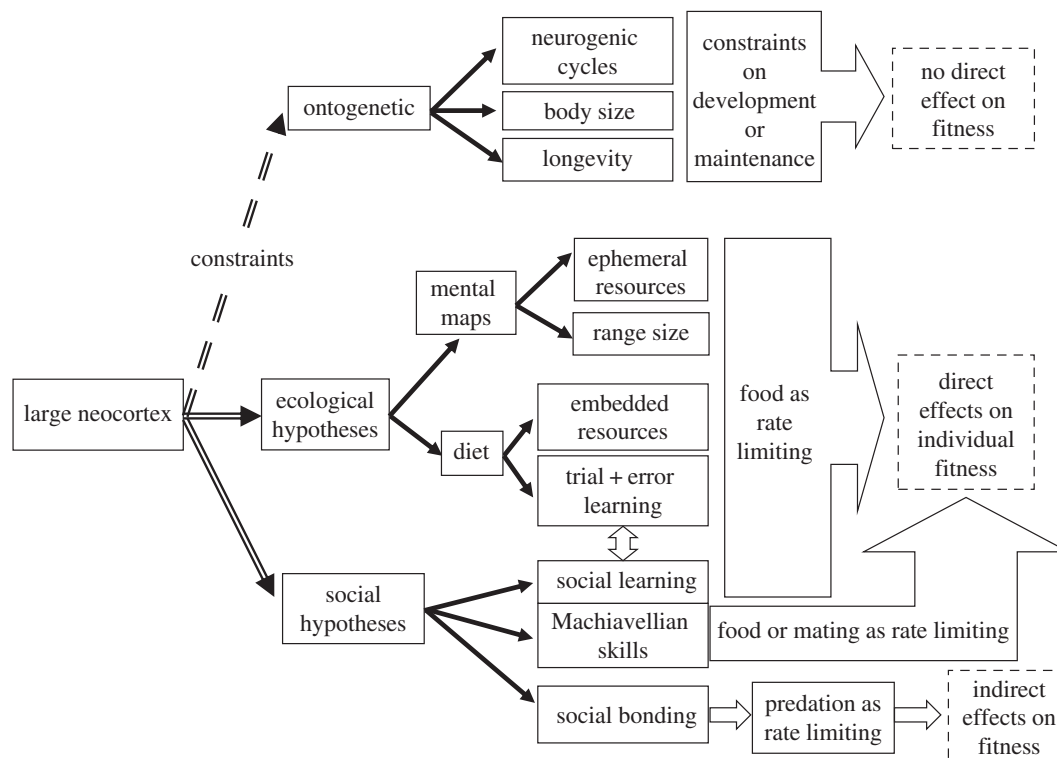 neurogenic
cycles
body size
longevity
ontogenetic
constraints
on
development
or
maintenance
no direct
effect on
fitness
constraints
mental
maps
ephemeral
resources
range size
large neocortex
ecological
hypotheses
diet
embedded
resources
trial + error
learning
food as
rate
limiting
direct
effects on
individual
fitness
social
hypotheses
social learning
Machiavellian
skills
food or mating as rate limiting
social bonding
predation as
rate limiting
indirect
effects on
fitness